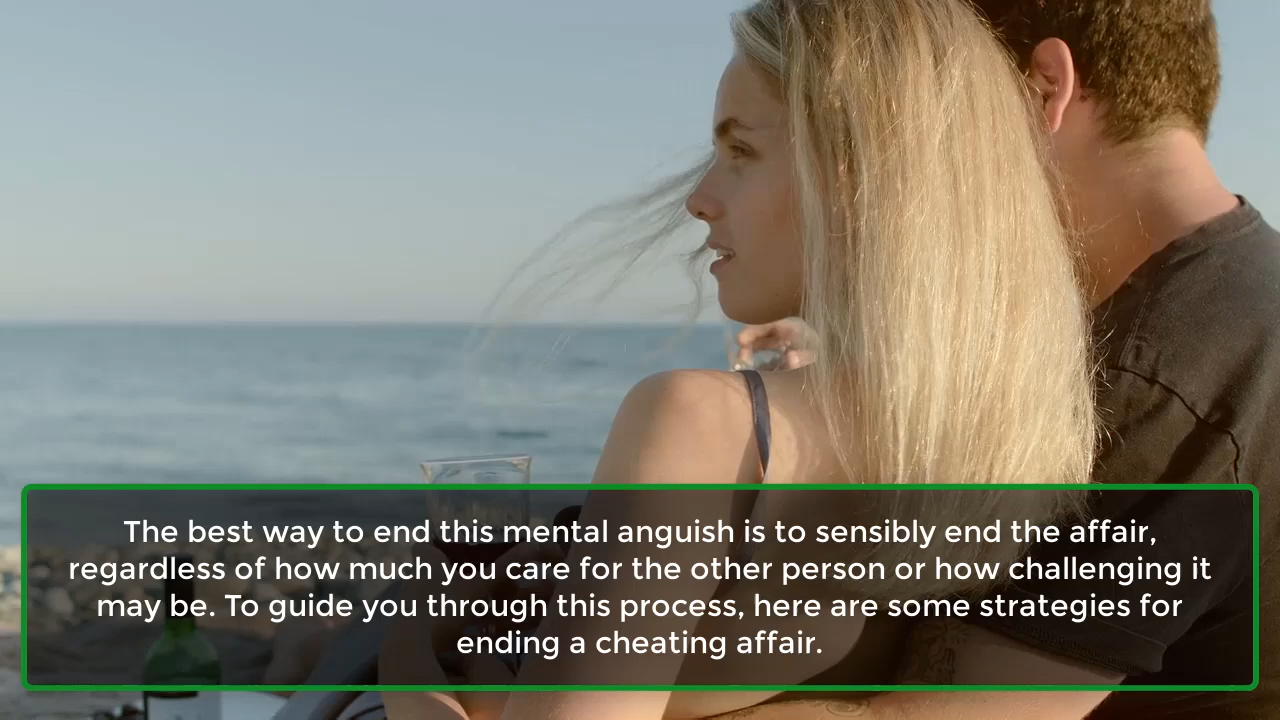 The best way to end this mental anguish is to sensibly end the affair,
regardless of how much you care for the other person or how challenging it
may be. To guide you through this process, here are some strategies for
ending a cheating affair.